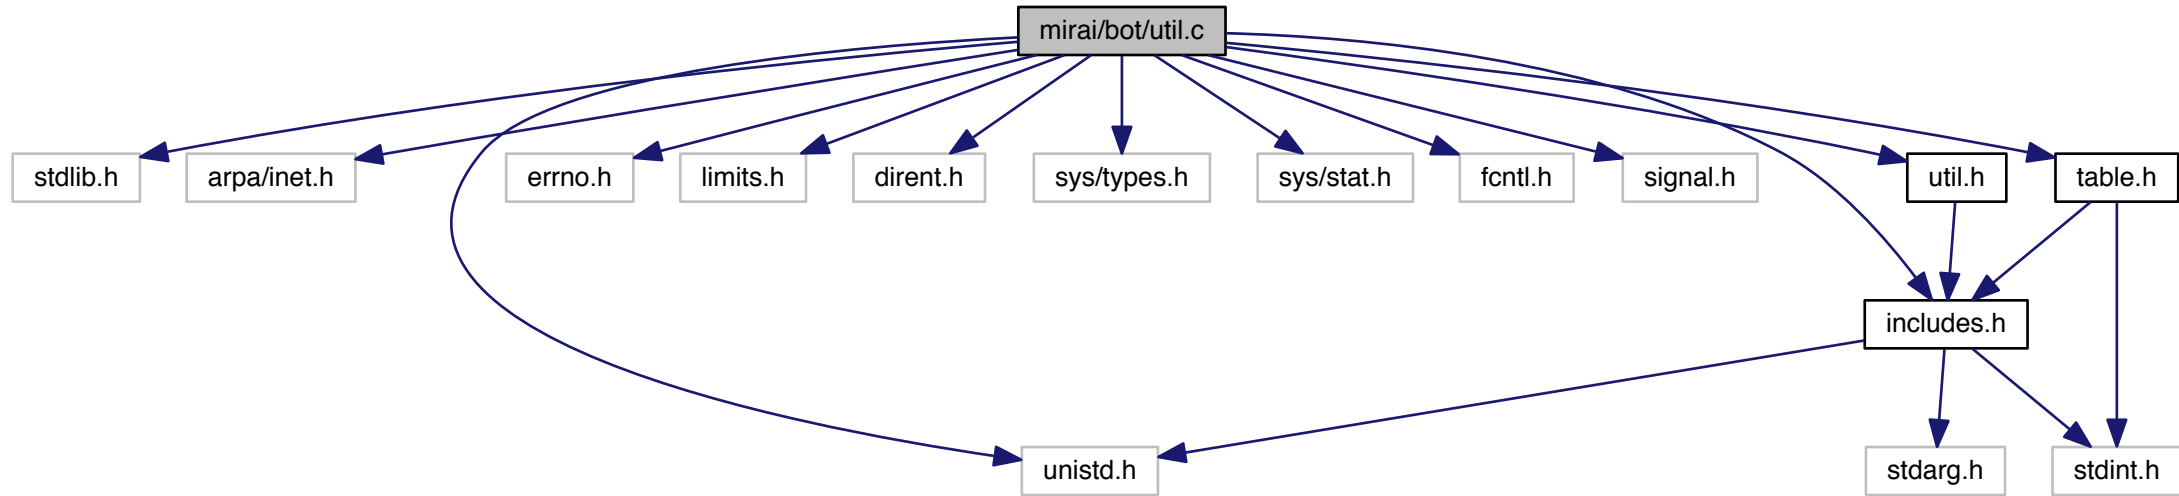 mirai/bot/util.c
stdlib.h
arpa/inet.h
errno.h
limits.h
dirent.h
sys/types.h
sys/stat.h
fcntl.h
signal.h
util.h
table.h
includes.h
unistd.h
stdarg.h
stdint.h